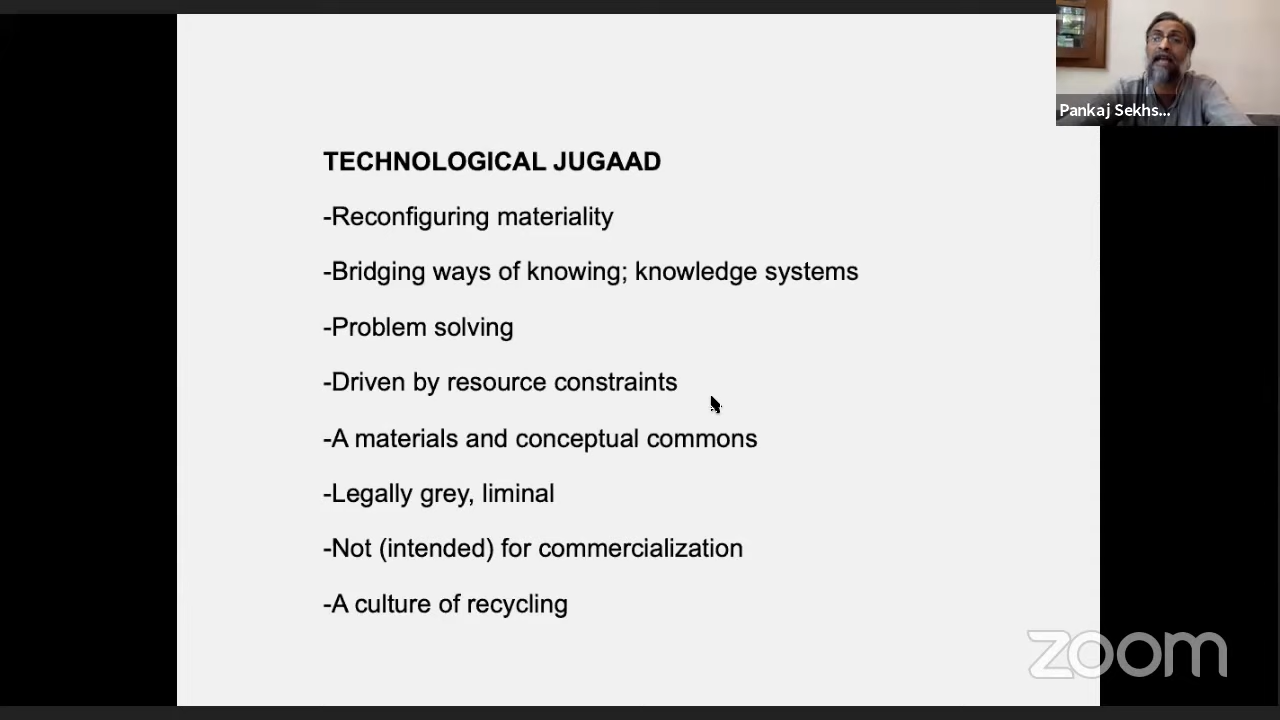 Pankaj Sekhs...
TECHNOLOGICAL JUGAAD
-Reconfiguring materiality
-Bridging ways of knowing; knowledge systems
-Problem solving
-Driven by resource constraints
-A materials and conceptual commons
-Legally grey, liminal
-Not (intended) for commercialization
-A culture of recycling
zoom